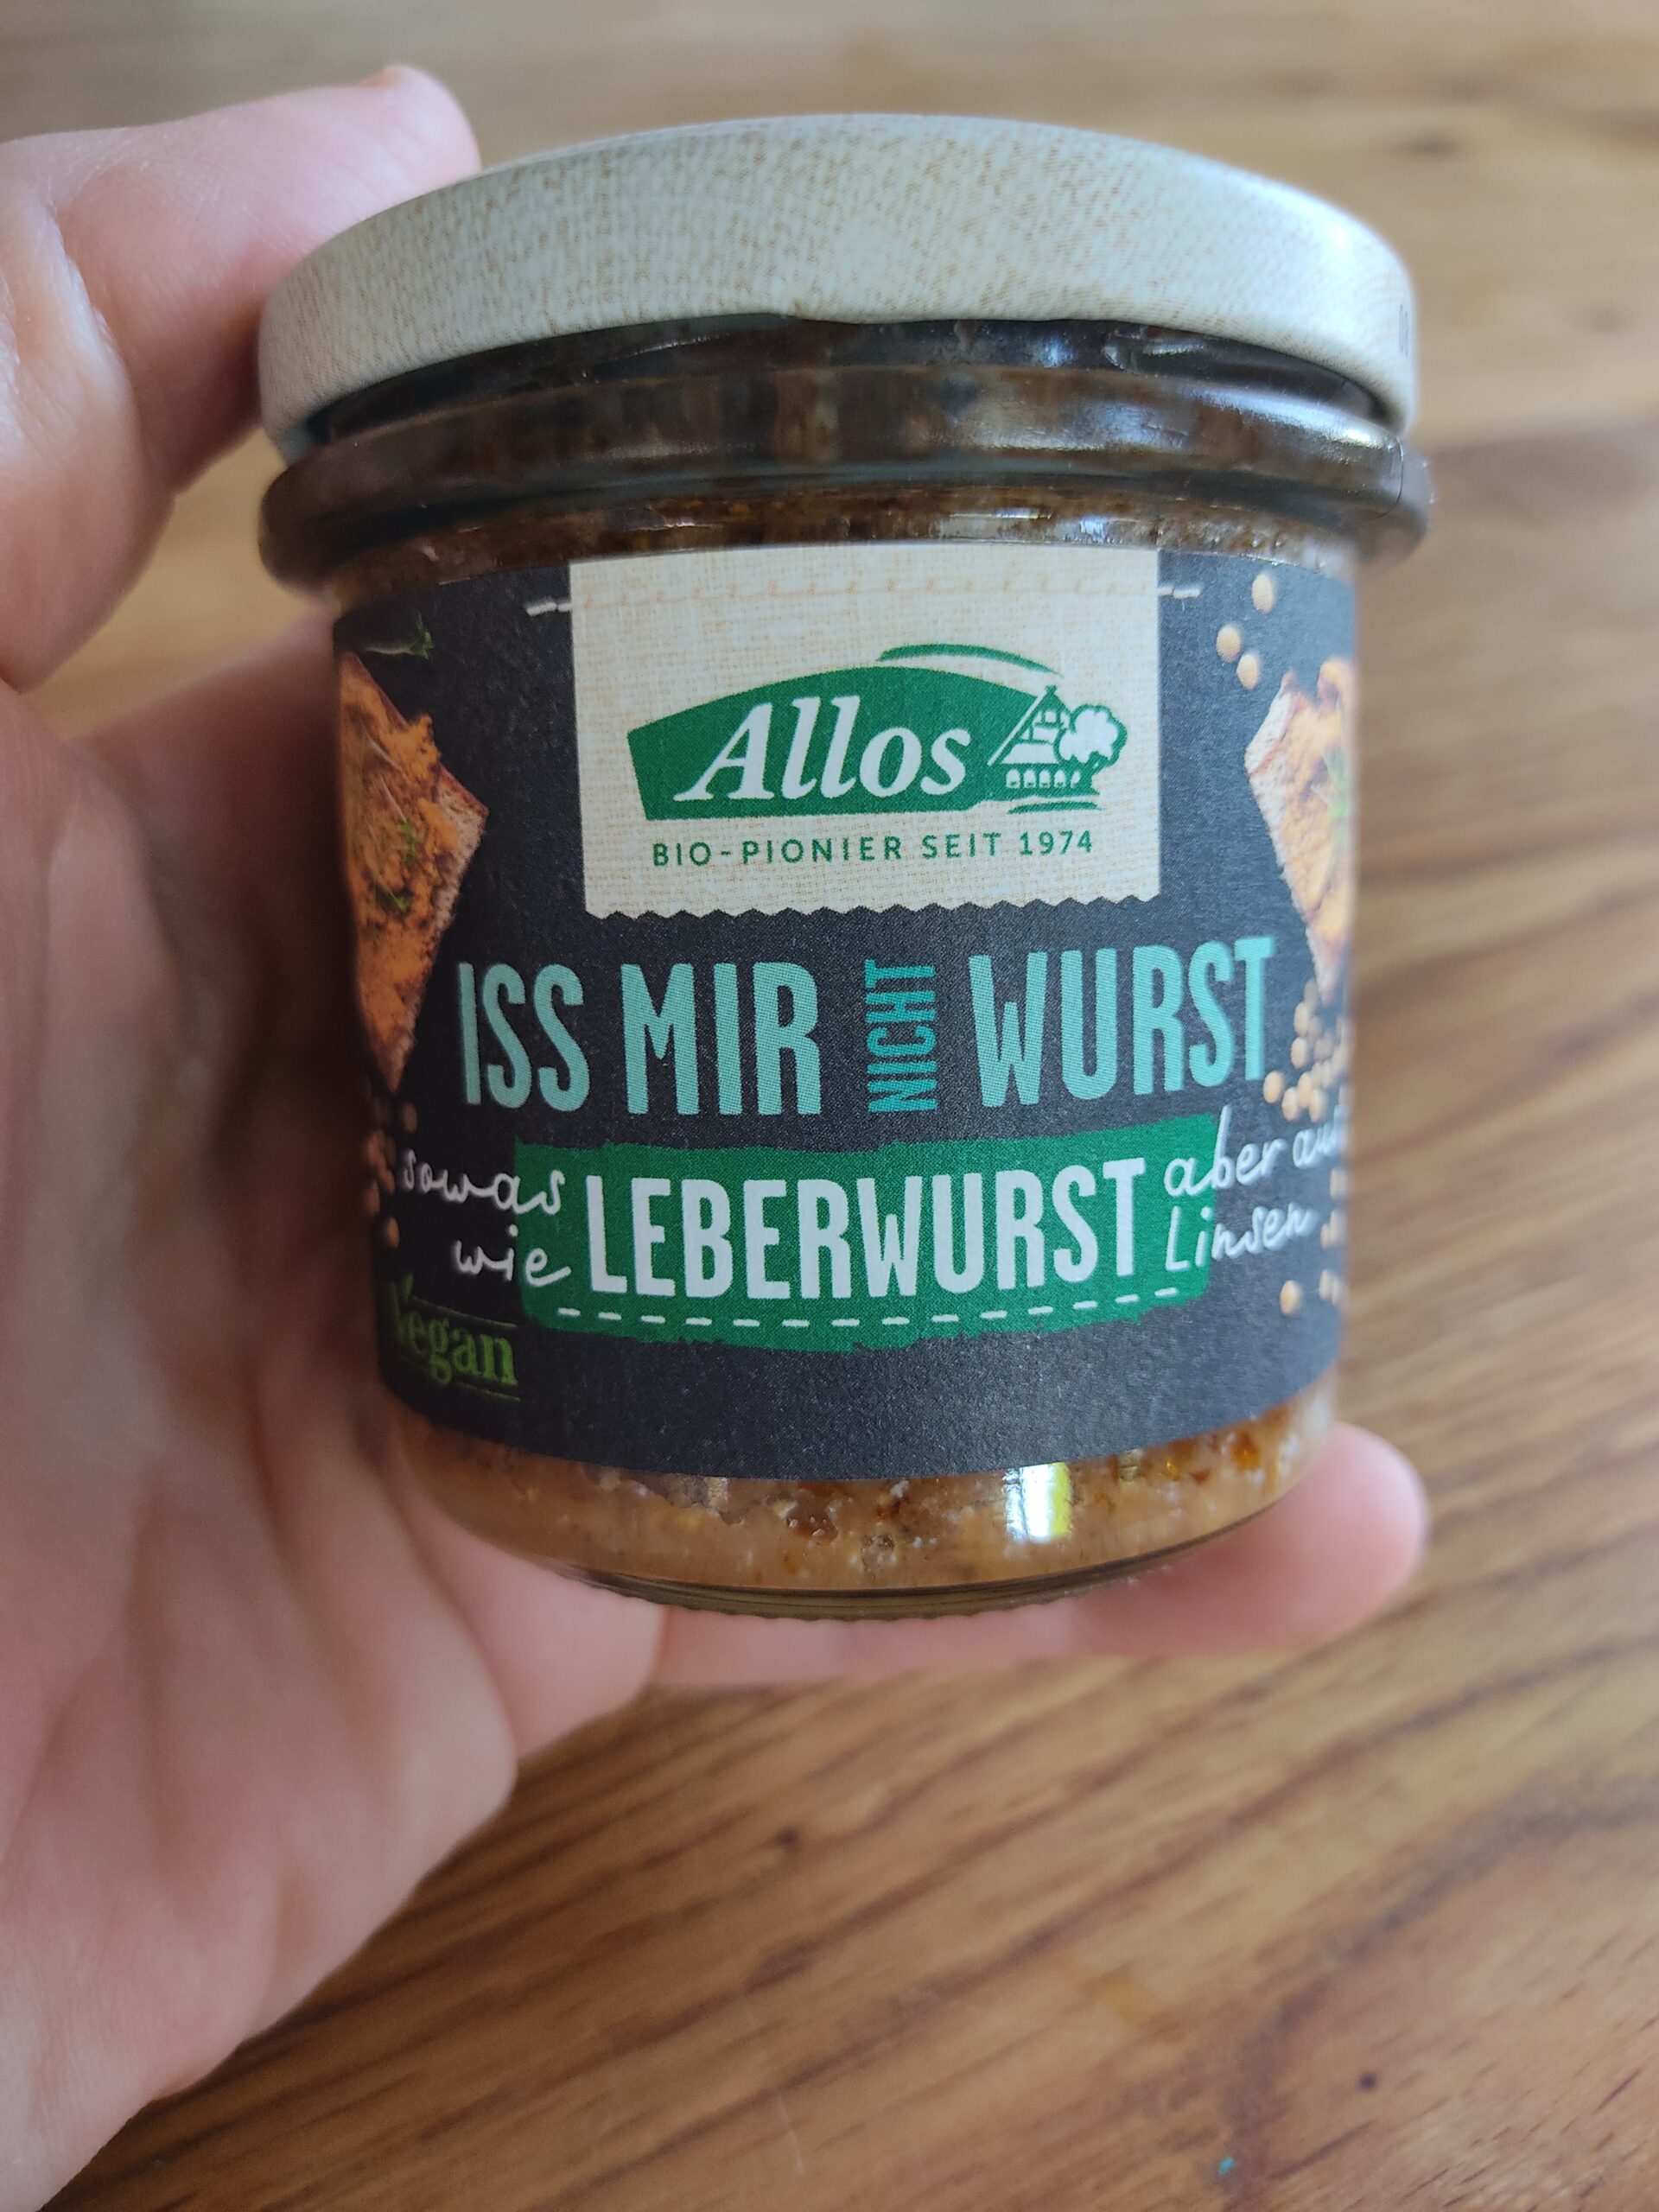 Allos
BIO-PIONIER SEIT 1974
ISS MIR NICHT WURST
sowas wie LEBERWURST aber aus Linsen
Vegan